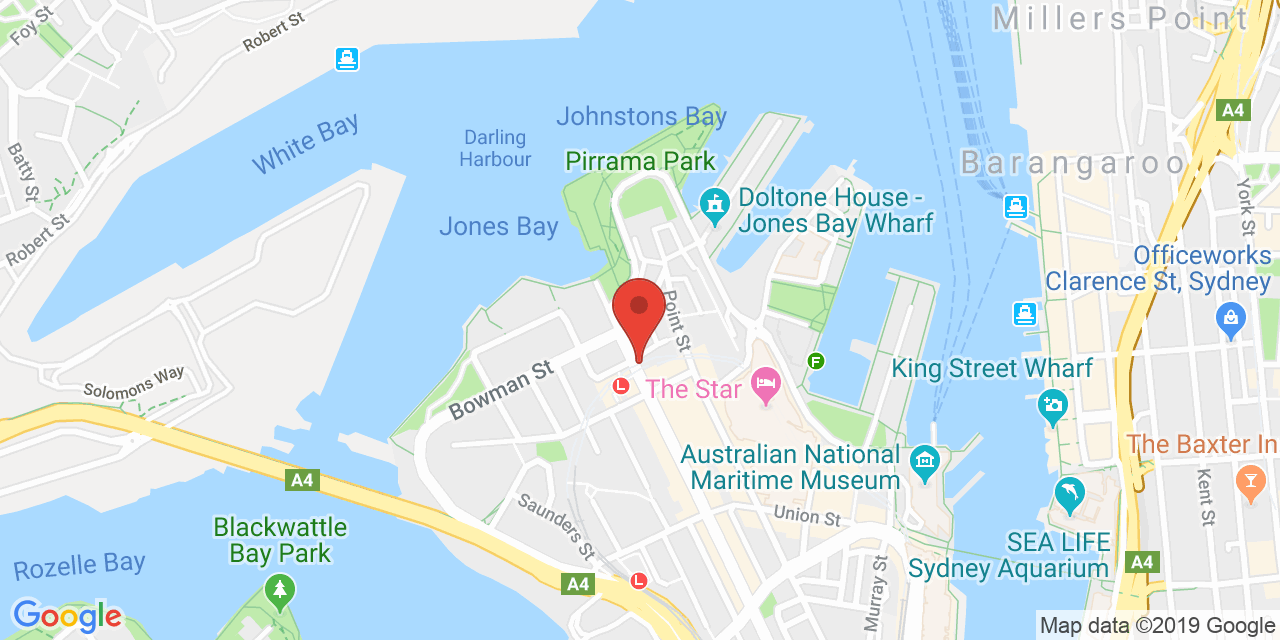 Foy St
Robert St
Millers Point
A4
Johnstons Bay
White Bay
Darling
Harbour
Pirrama Park
Barangaroo
Batty St
York St
Doltone House -
Jones Bay Wharf
Jones Bay
Robert St
Officeworks
Clarence St, Sydney
Point St
F
King Street Wharf
Solomons Way
Bowman St
L
The Star
Australian National
Maritime Museum
The Baxter In
A4
Kent St
Saunders St
Union St
Blackwattle
Bay Park
SEA LIFE
Sydney Aquarium
A4
Rozelle Bay
A4
L
Murray St
Google
Map data ©2019 Google